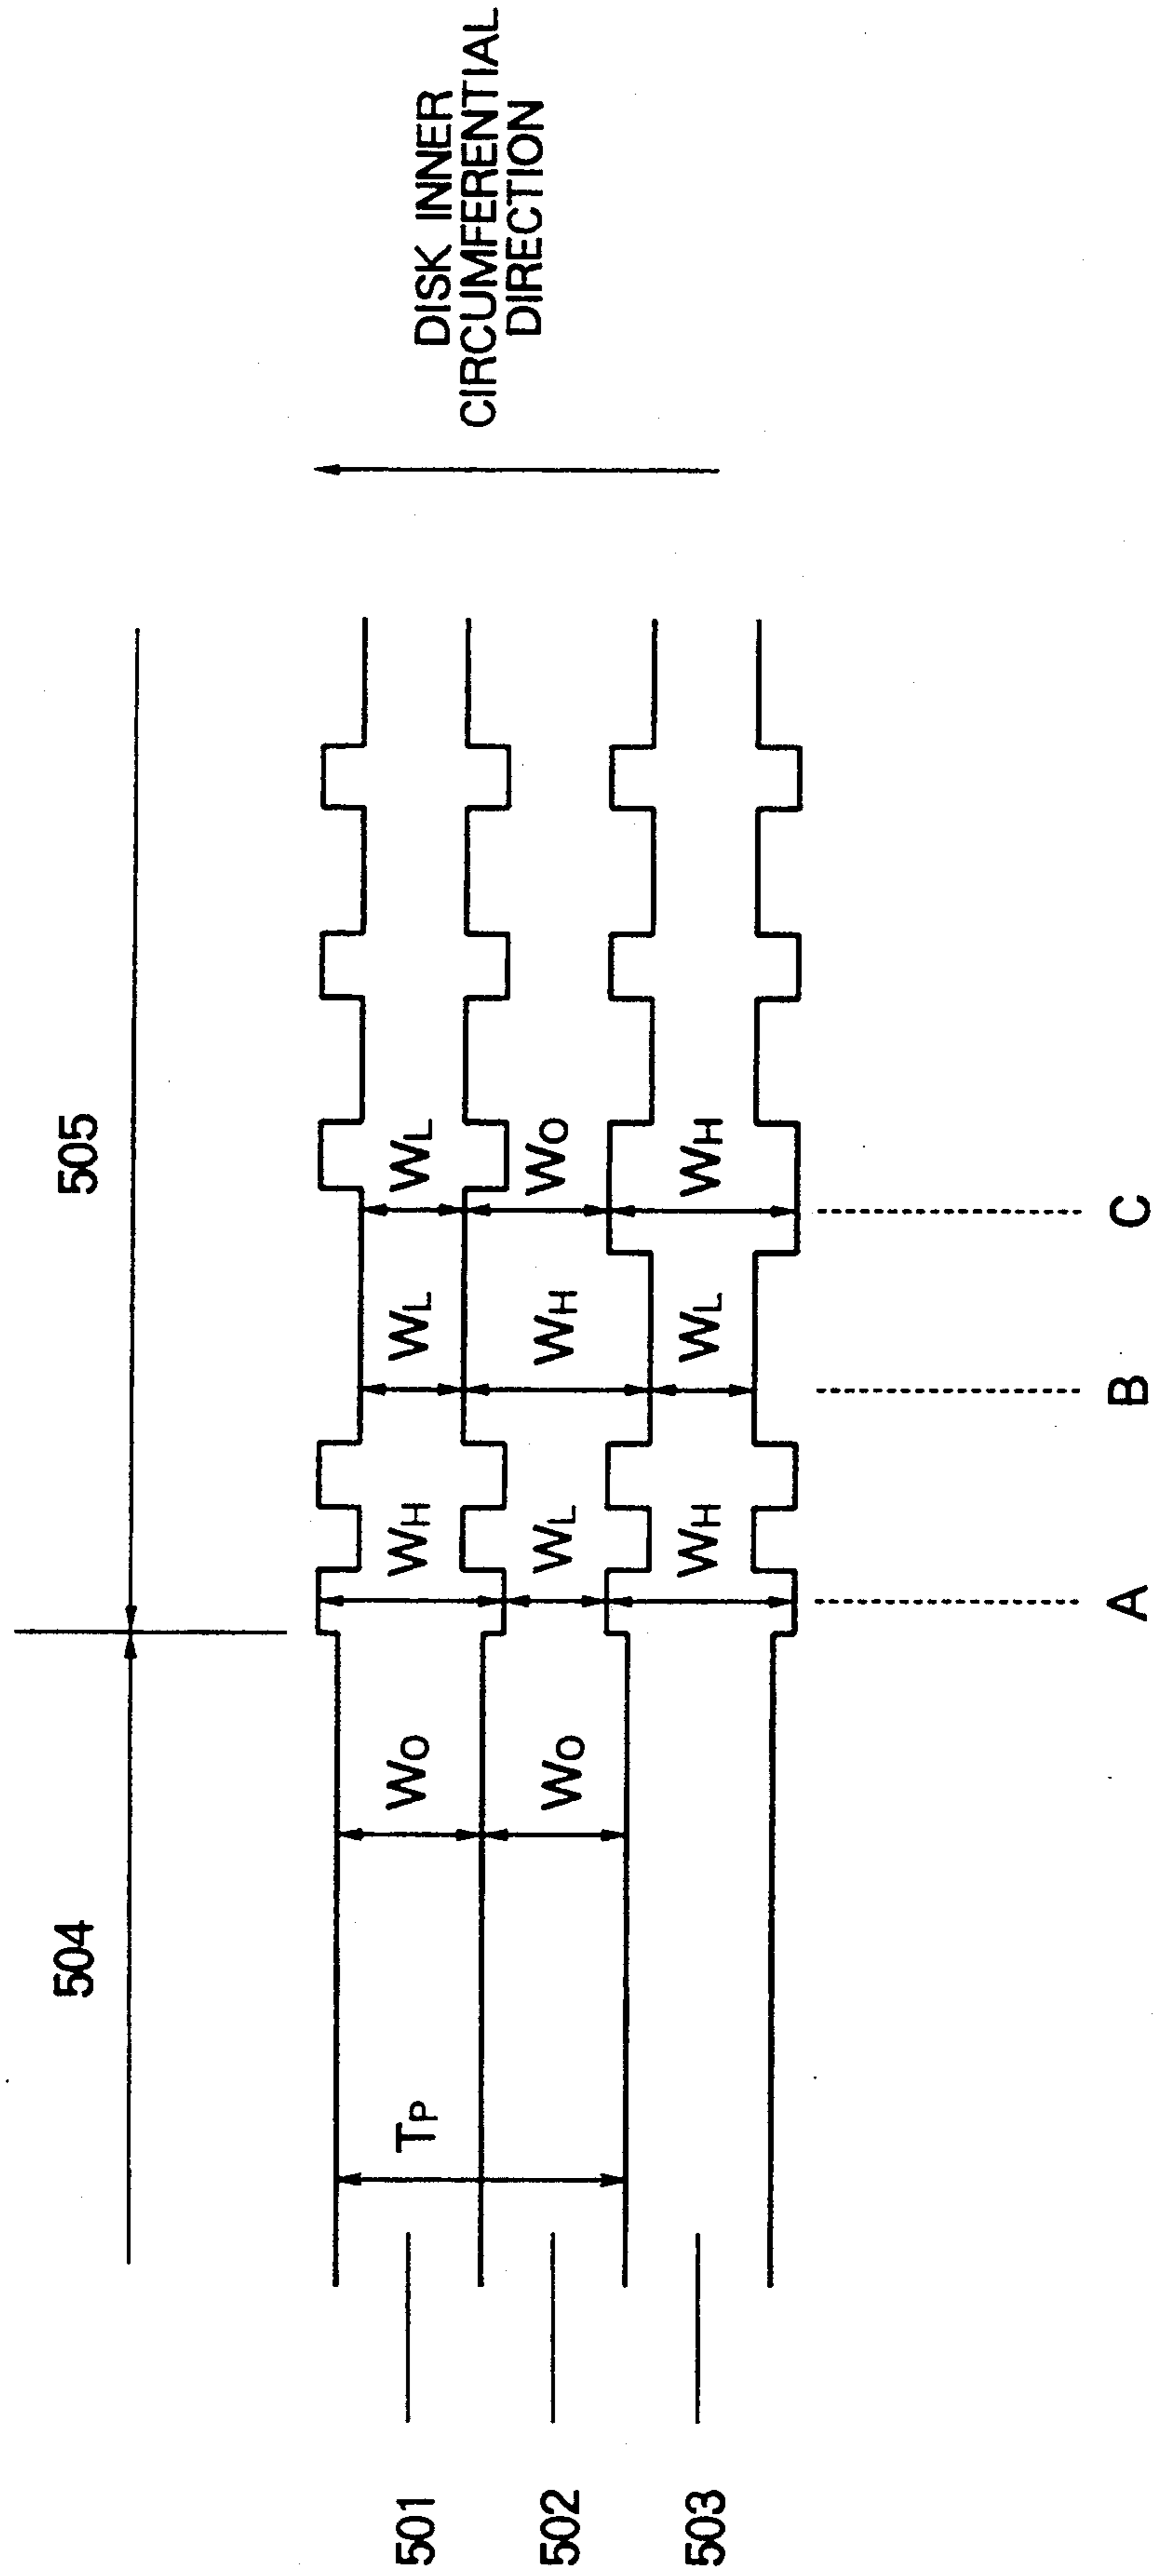 504
505
DISK INNER
CIRCUMFERENTIAL
DIRECTION
501
TP
WO
WH
WL
WL
502
WO
WL
WH
WO
503
WH
WL
WH
A
B
C